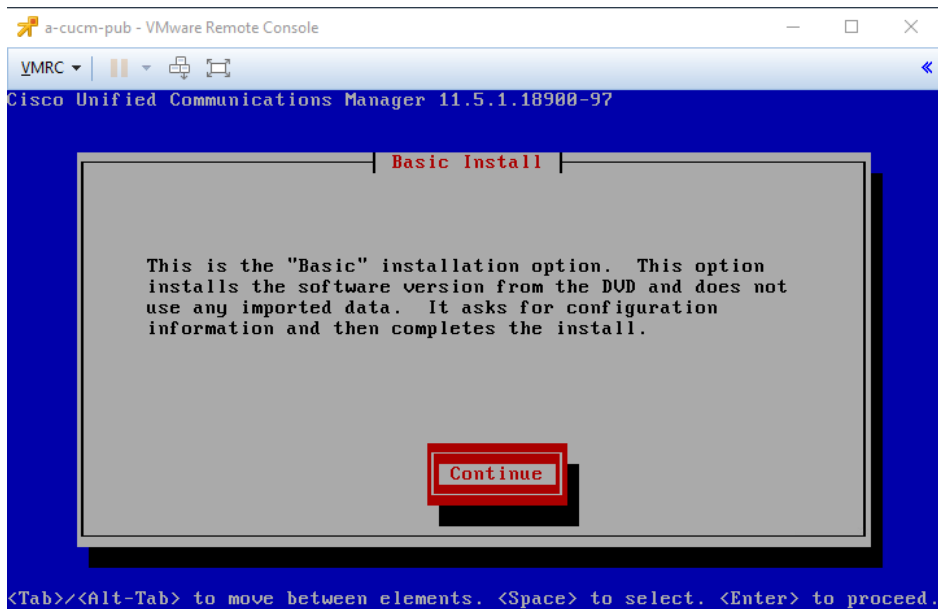 a-cucm-pub - VMware Remote Console
VMRC
Cisco Unified Communications Manager 11.5.1.18900-97
Basic Install
This is the "Basic" installation option.  This option
installs the software version from the DVD and does not
use any imported data.  It asks for configuration
information and then completes the install.
Continue
<Tab>/<Alt-Tab> to move between elements. <Space> to select. <Enter> to proceed.